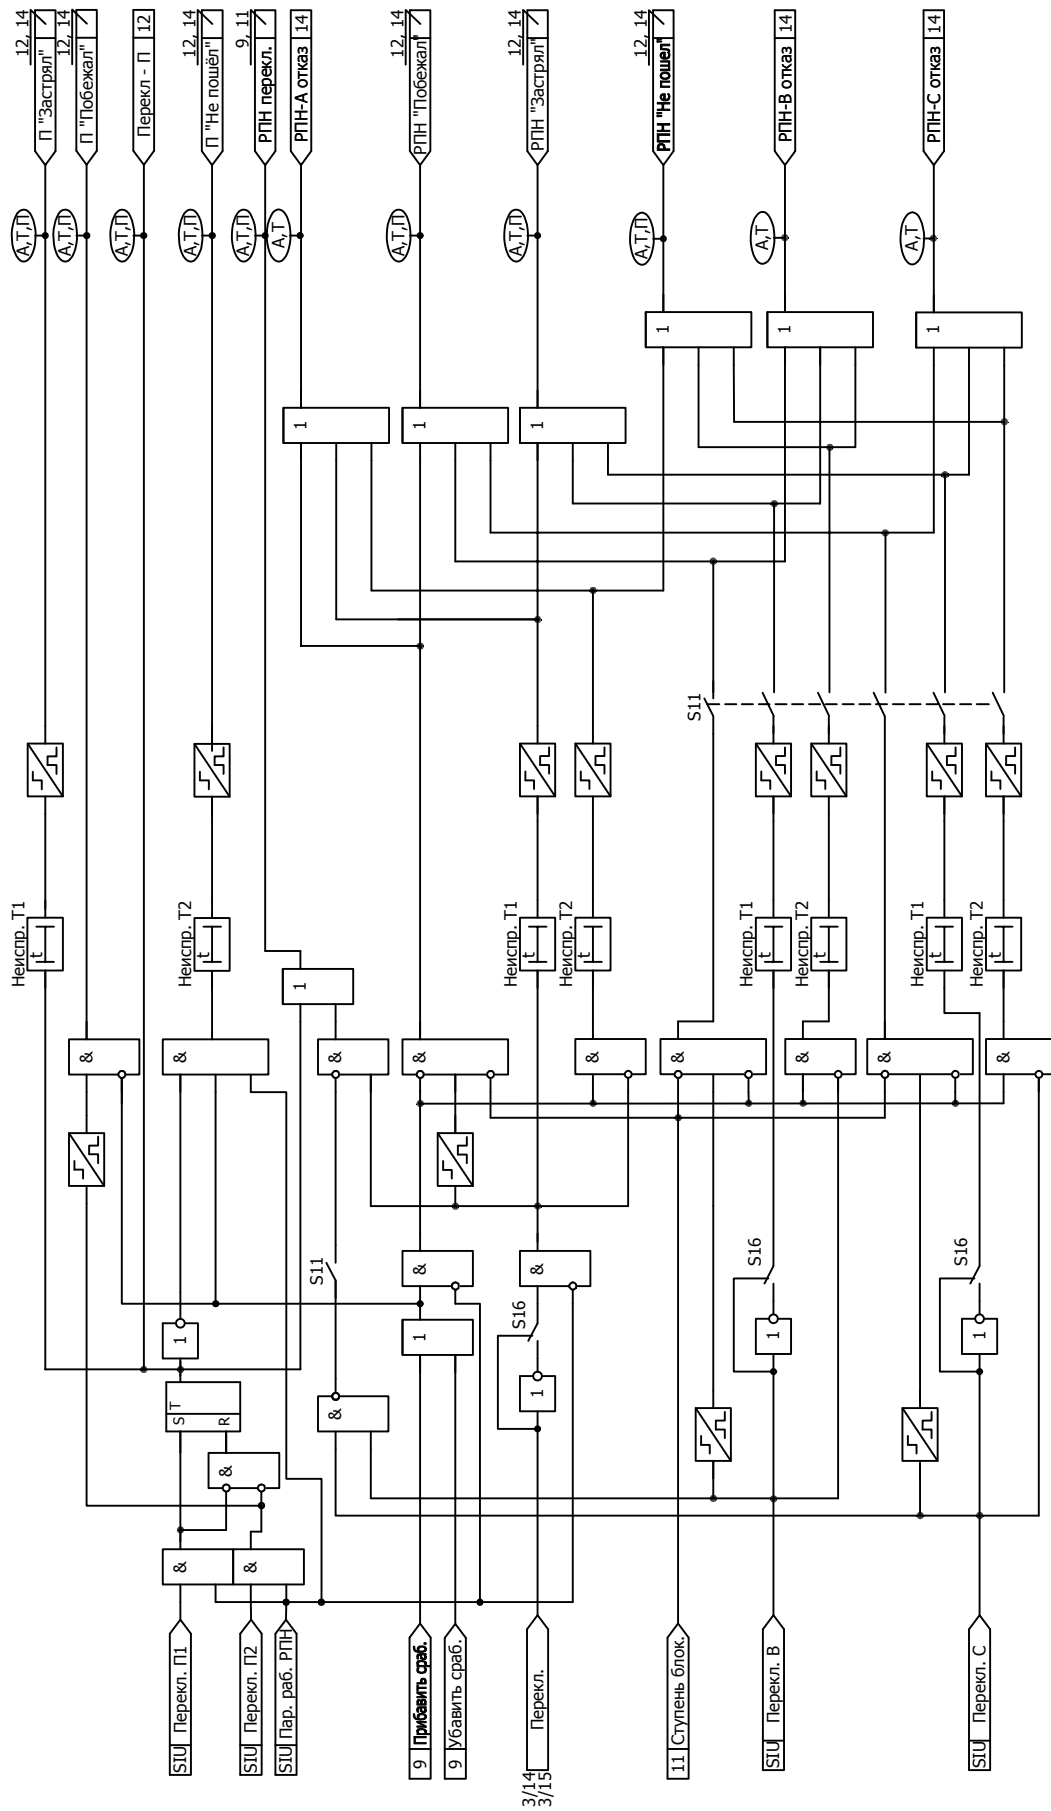 12, 14
П "Застрял"
12, 14
П "Побежал"
Перекл - П 12
12, 14
П "Не пошёл"
9, 11
РПН перекл.
РПН-А отказ 14
12, 14
РПН "Побежал"
12, 14
РПН "Застрял"
12, 14
РПН "Не пошел"
РПН-В отказ 14
РПН-С отказ 14
А,Т,П
А,Т,П
А,Т,П
А,Т,П
А,Т,П
А,Т
А,Т,П
А,Т,П
А,Т,П
А,Т
А,Т
1
1
1
1
1
1
S11
Неиспр. Т1
t
Неиспр. Т2
t
Неиспр. Т1
t
Неиспр. Т2
t
Неиспр. Т1
t
Неиспр. Т2
t
Неиспр. Т1
t
Неиспр. Т2
t
1
&
&
&
&
&
&
&
&
&
S11
S16
S16
S16
&
&
1
1
1
1
1
S T
R
&
&
&
&
SIU Перекл. П1
SIU Перекл. П2
SIU Пар. раб. РПН
9 Прибавить сраб.
9 Убавить сраб.
3/14
3/15
Перекл.
11 Ступень блок.
SIU Перекл. В
SIU Перекл. С